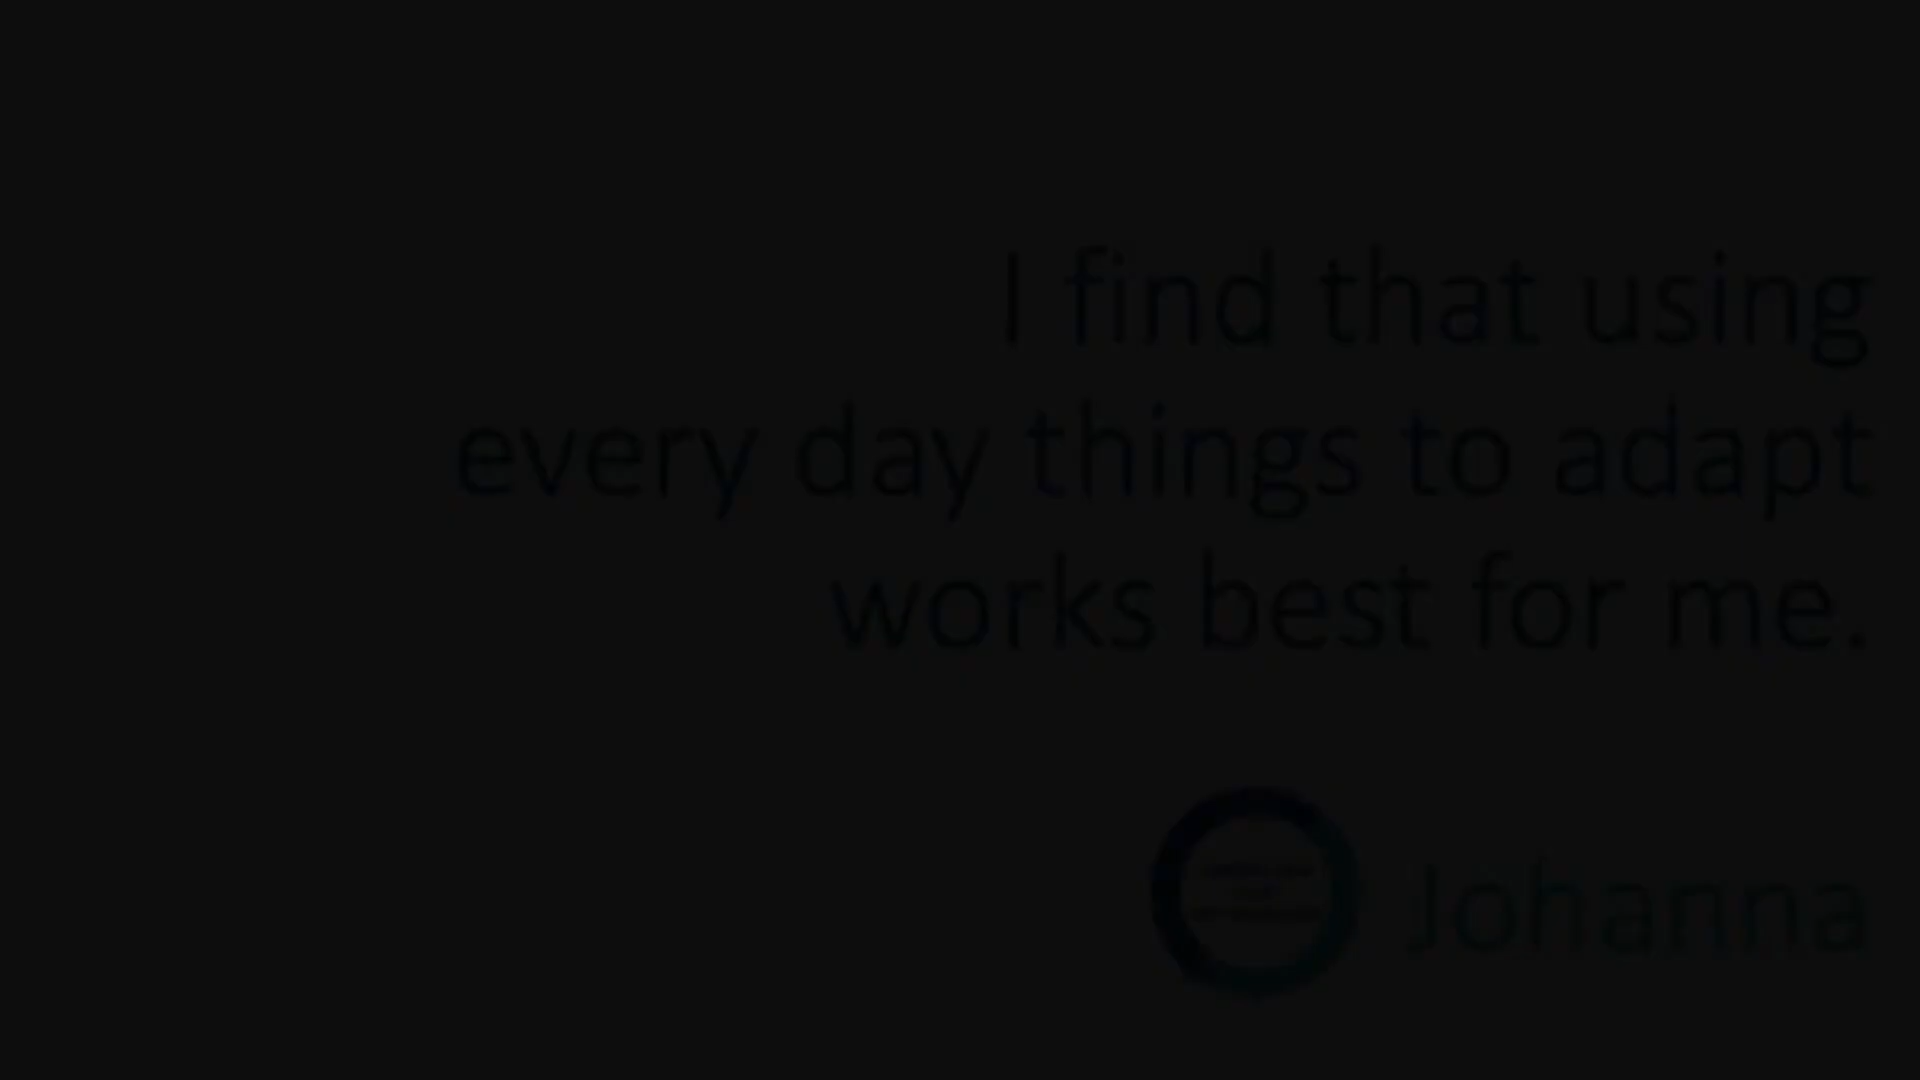 I find that using
every day things to adapt
works best for me.
Johanna